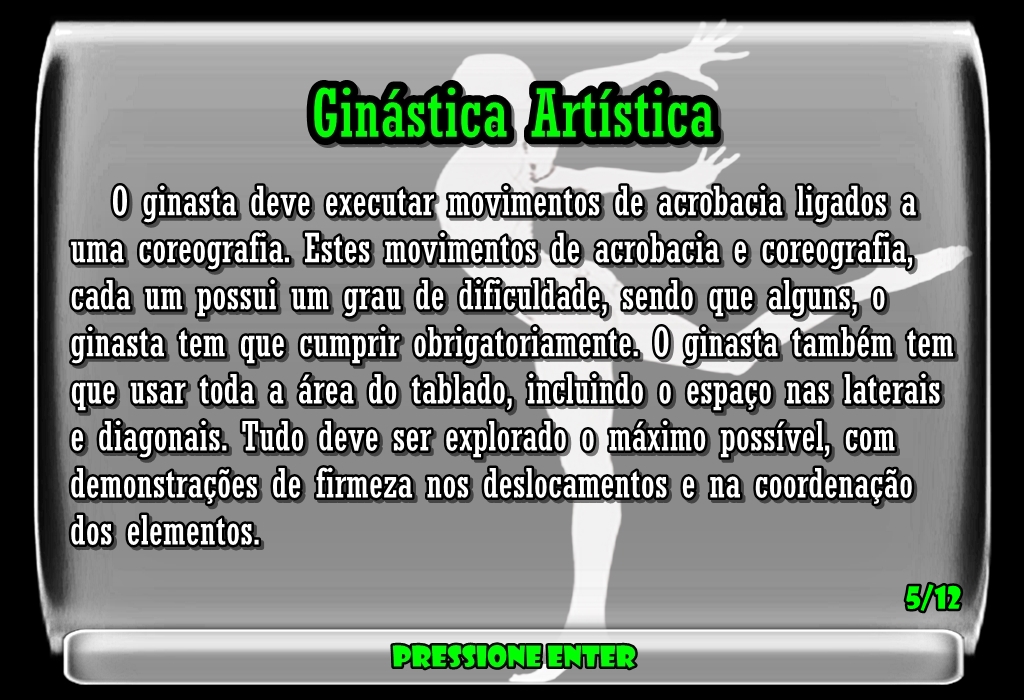 Ginástica Artística
O ginasta deve executar movimentos de acrobacia ligados a
uma coreografia. Estes movimentos de acrobacia e coreografia,
cada um possui um grau de dificuldade, sendo que alguns, o
ginasta tem que cumprir obrigatoriamente. O ginasta também tem
que usar toda a área do tablado, incluindo o espaço nas laterais
e diagonais. Tudo deve ser explorado o máximo possível, com
demonstrações de firmeza nos deslocamentos e na coordenação
dos elementos.
5/12
PRESSIONE ENTER